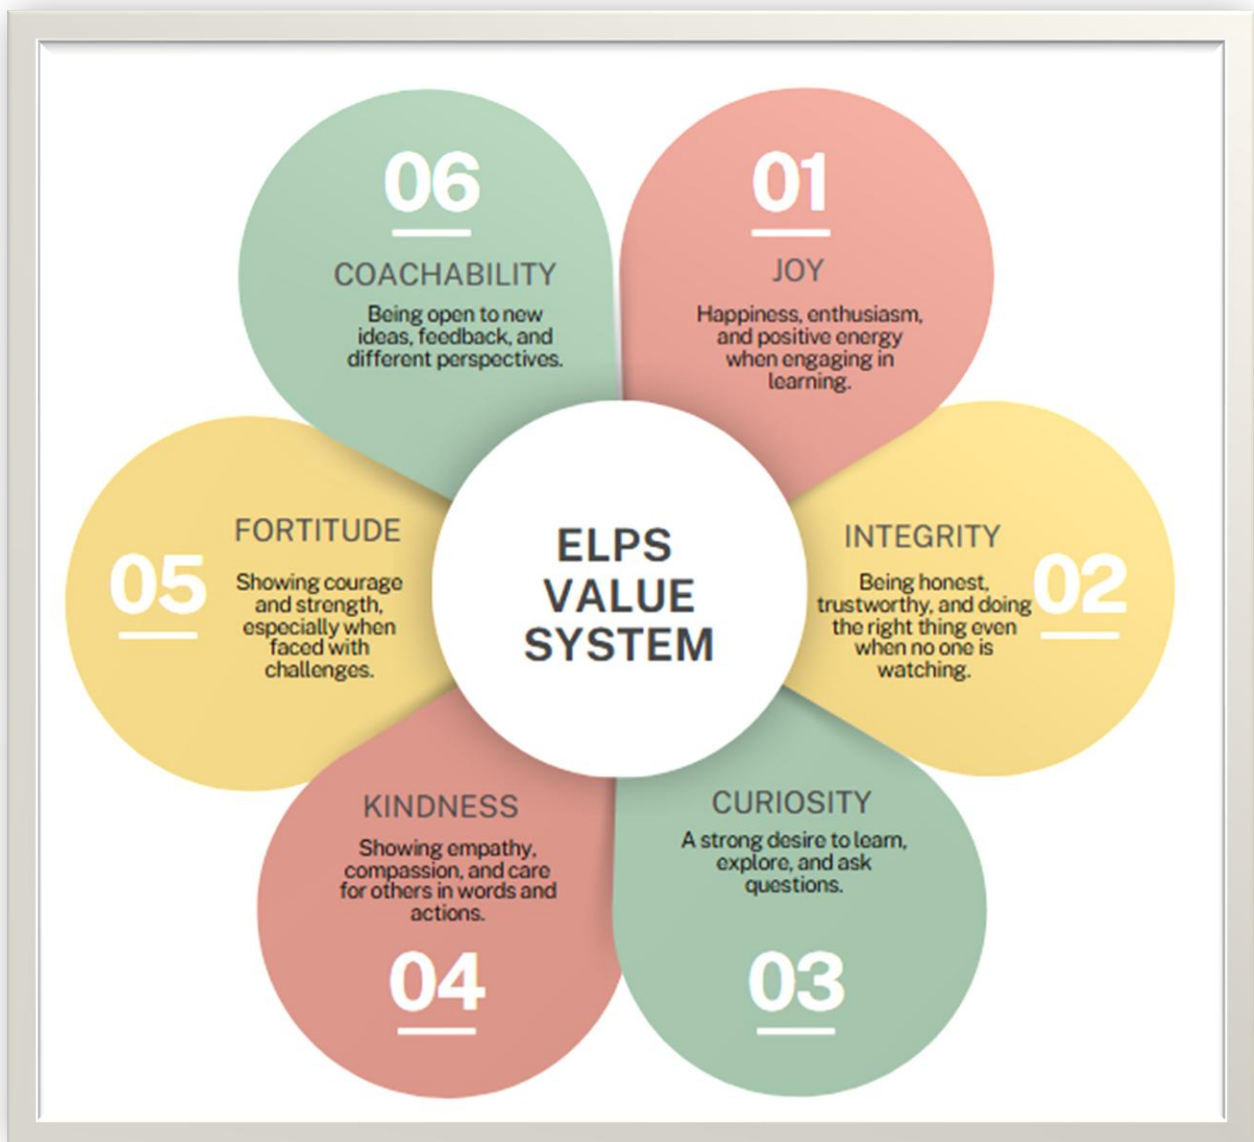 ELPS
VALUE
SYSTEM
01
JOY
Happiness, enthusiasm,
and positive energy
when engaging in
learning.
02
INTEGRITY
Being honest,
trustworthy, and doing
the right thing even
when no one is
watching.
03
CURIOSITY
A strong desire to learn,
explore, and ask
questions.
04
KINDNESS
Showing empathy,
compassion, and care
for others in words and
actions.
05
FORTITUDE
Showing courage
and strength,
especially when
faced with
challenges.
06
COACHABILITY
Being open to new
ideas, feedback, and
different perspectives.